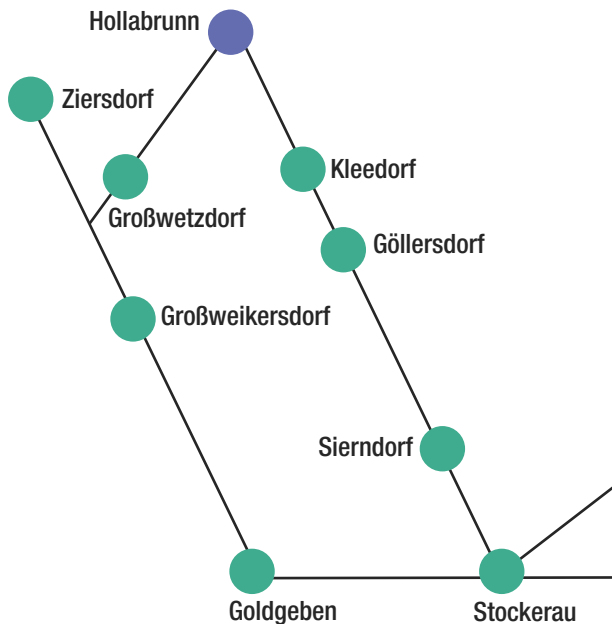 Hollabrunn
Ziersdorf
Kleedorf
Großwetzdorf
Göllersdorf
Großweikersdorf
Sierndorf
Goldgeben
Stockerau